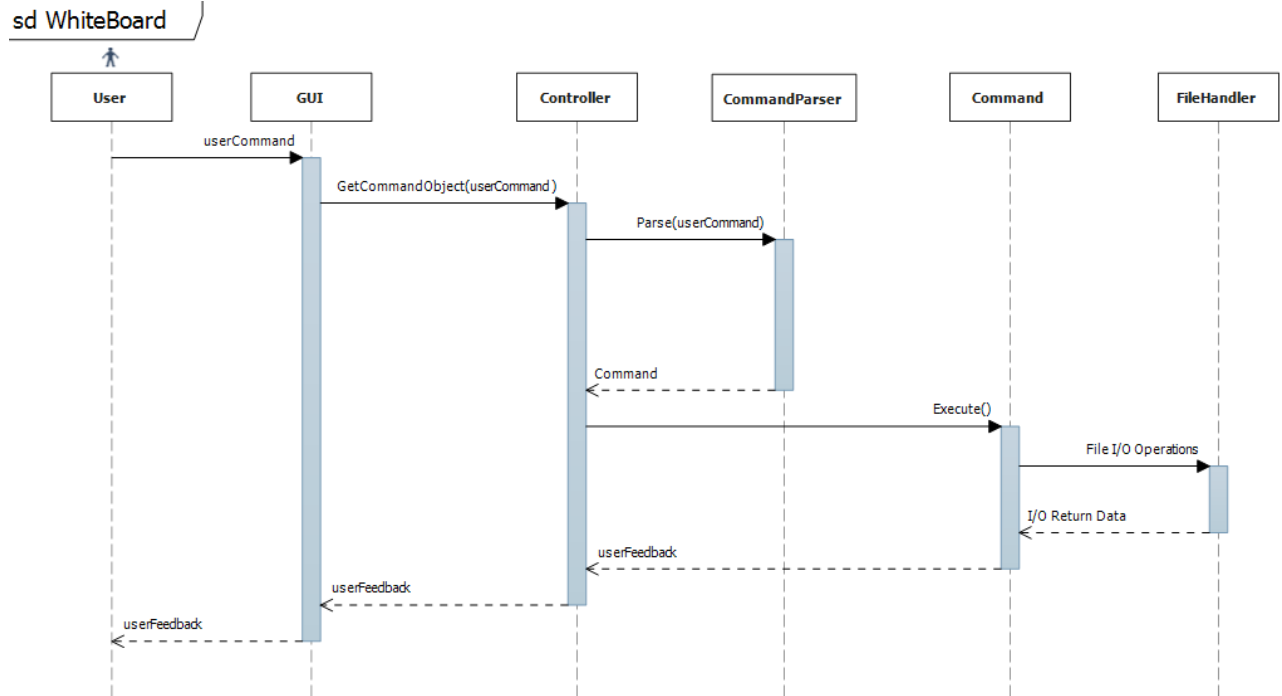 sd WhiteBoard
User
GUI
Controller
CommandParser
Command
FileHandler
userCommand
GetCommandObject(userCommand)
Parse(userCommand)
Command
Execute()
File I/O Operations
I/O Return Data
userFeedback
userFeedback
userFeedback